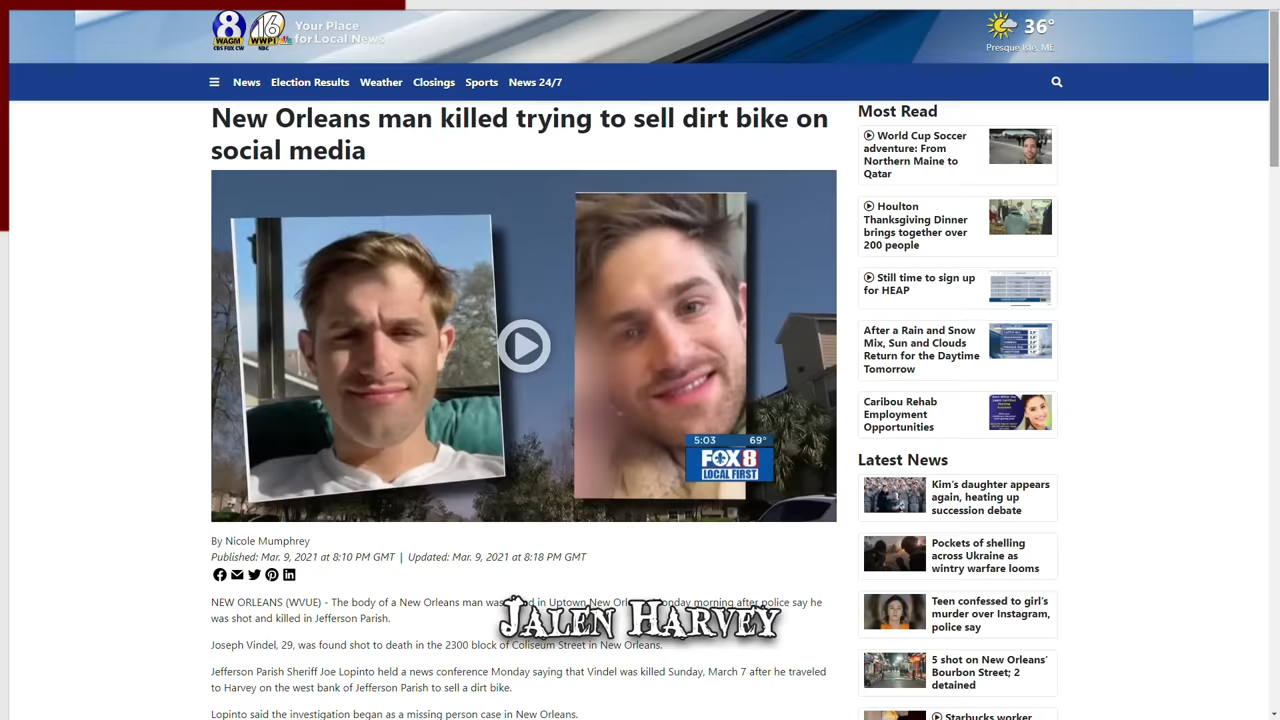 8
WAGM
CBS FOX CW
16
WWPI
NBC
Your Place
for Local News
36°
Presque Isle, ME
News Election Results Weather Closings Sports News 24/7
New Orleans man killed trying to sell dirt bike on
social media
5:03 69°
FOX 8
LOCAL FIRST
By Nicole Mumphrey
Published: Mar. 9, 2021 at 8:10 PM GMT | Updated: Mar. 9, 2021 at 8:18 PM GMT
NEW ORLEANS (WVUE) - The body of a New Orleans man was in Uptown New morning after police say he
was shot and killed in Jefferson Parish.
JALEN HARVEY
Joseph Vindel, 29, was found shot to death in the 2300 block of Coliseum Street in New Orleans.
Jefferson Parish Sheriff Joe Lopinto held a news conference Monday saying that Vindel was killed Sunday, March 7 after he traveled
to Harvey on the west bank of Jefferson Parish to sell a dirt bike.
Lopinto said the investigation began as a missing person case in New Orleans.
Most Read
World Cup Soccer
adventure: From
Northern Maine to
Qatar
Houlton
Thanksgiving Dinner
brings together over
200 people
Still time to sign up
for HEAP
After a Rain and Snow
Mix, Sun and Clouds
Return for the Daytime
Tomorrow
Caribou Rehab
Employment
Opportunities
Latest News
Kim's daughter appears
again, heating up
succession debate
Pockets of shelling
across Ukraine as
wintry warfare looms
Teen confessed to girl's
murder over Instagram,
police say
5 shot on New Orleans'
Bourbon Street; 2
detained
Starbucks worker